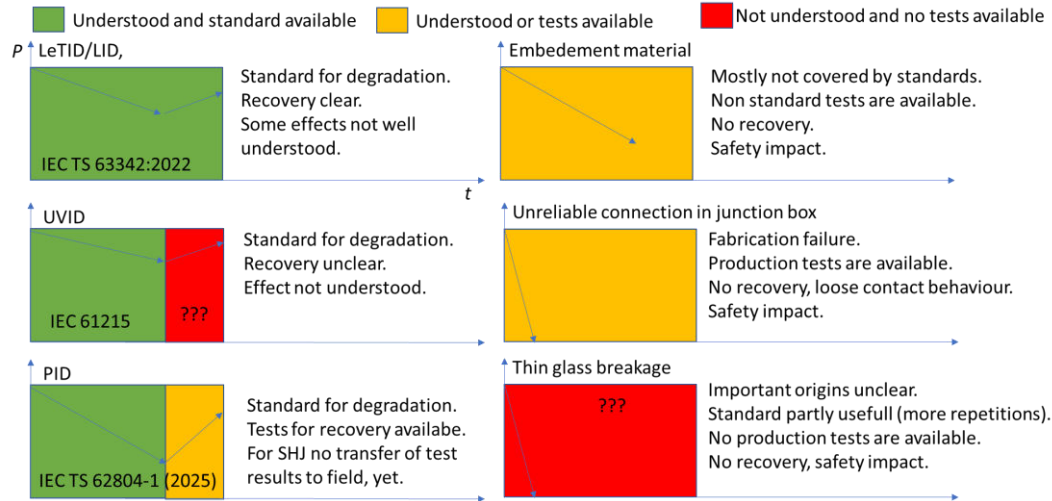 Understood and standard available
Understood or tests available
Not understood and no tests available
P
LeTID/LID,
Standard for degradation.
Recovery clear.
Some effects not well
understood.
IEC TS 63342:2022
t
Embedement material
Mostly not covered by standards.
Non standard tests are available.
No recovery.
Safety impact.
UVID
Standard for degradation.
Recovery unclear.
Effect not understood.
IEC 61215
???
Unreliable connection in junction box
Fabrication failure.
Production tests are available.
No recovery, loose contact behaviour.
Safety impact.
PID
Standard for degradation.
Tests for recovery availabe.
For SHJ no transfer of test
results to field, yet.
IEC TS 62804-1 (2025)
Thin glass breakage
???
Important origins unclear.
Standard partly usefull (more repetitions).
No production tests are available.
No recovery, safety impact.